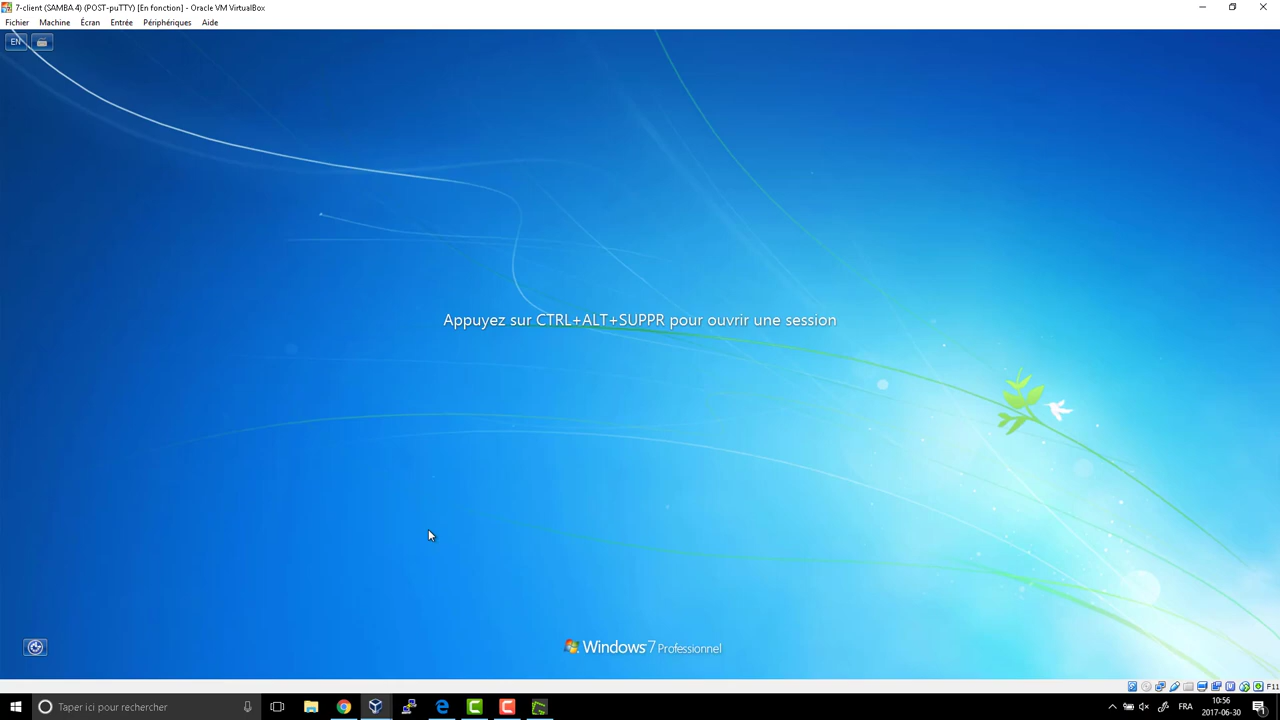 7-client (SAMBA 4) (POST-puTTY) [En fonction] - Oracle VM VirtualBox
Fichier Machine Écran Entrée Périphériques Aide
EN
Appuyez sur CTRL+ALT+SUPPR pour ouvrir une session
Windows 7 Professionnel
F11
Taper ici pour rechercher
FRA
10:56
2017-06-30
1